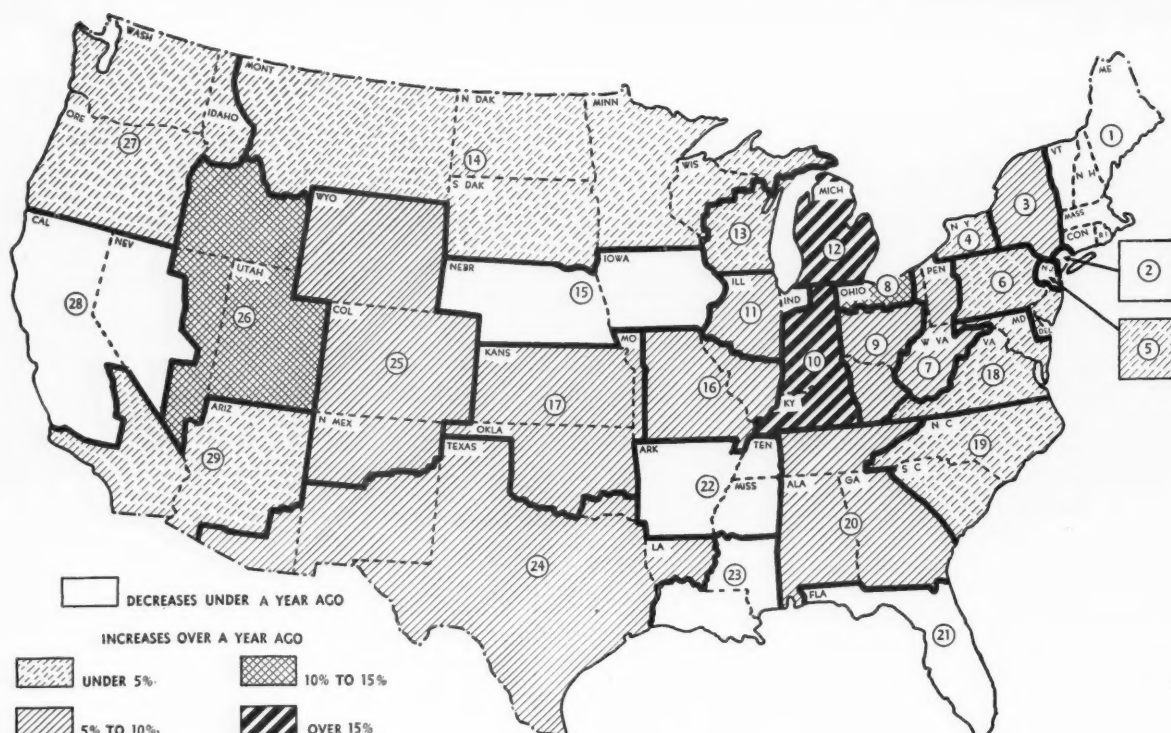 WASH
MONT
N DAK
MINN
ME
ORE
IDAHO
27
14
S DAK
WIS
VT
1
N H
MICH
3
MASS
WYO
CON
R I
CAL
NEV
13
12
N Y
4
NEBR
IOWA
UTAH
15
ILL
IND
OHIO
8
PEN
6
N J
2
28
26
COL
11
MD
DEL
KANS
MO
10
9
W VA
VA
7
18
5
25
16
KY
17
ARIZ
N MEX
OKLA
TEXAS
ARK
TEN
N C
19
29
22
MISS
ALA
GA
S C
20
24
LA
23
FLA
21
DECREASES UNDER A YEAR AGO
INCREASES OVER A YEAR AGO
UNDER 5%
10% TO 15%
5% TO 10%
OVER 15%